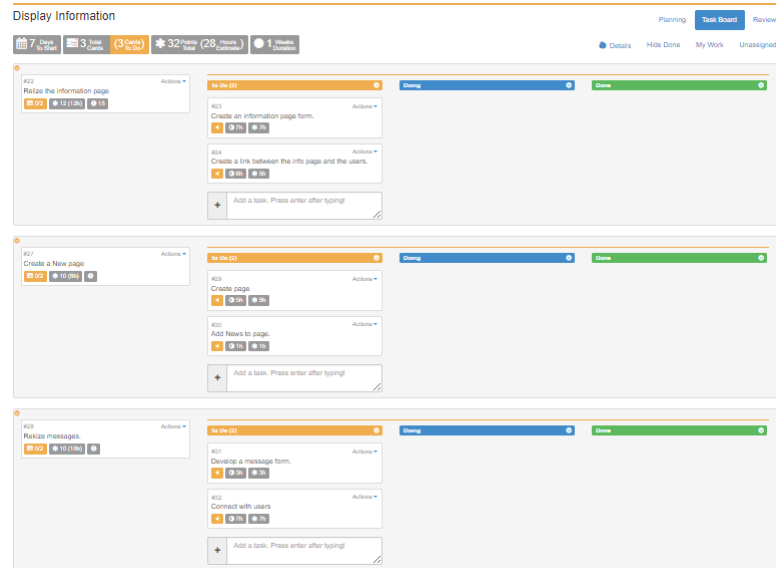 Display Information
Planning
Task Board
Review
7 Days To Start
3 Total Cards
(3 Cards To Do)
32 Points Total (28 Hours Estimate)
1 Weeks Duration
Details
Hide Done
My Work
Unassigned
#22
Actions
Relize the information page
0/2
12 (12h)
To Do (2)
Doing
Done
#23
Actions
Create an information page form.
7h
7h
#24
Actions
Create a link between the info page and the users.
5h
Add a task. Press enter after typing!
#27
Actions
Create a New page
0/2
To Do (2)
Doing
Done
#29
Actions
Create page
5h
5h
#30
Actions
Add News to page.
1h
1h
Add a task. Press enter after typing!
#28
Actions
Relize messages.
0/2
10 (10h)
To Do (2)
Doing
Done
#31
Actions
Develop a message form.
3h
3h
#32
Actions
Connect with users
7h
7h
Add a task. Press enter after typing!